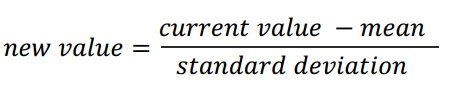 new value = current value − mean / standard deviation